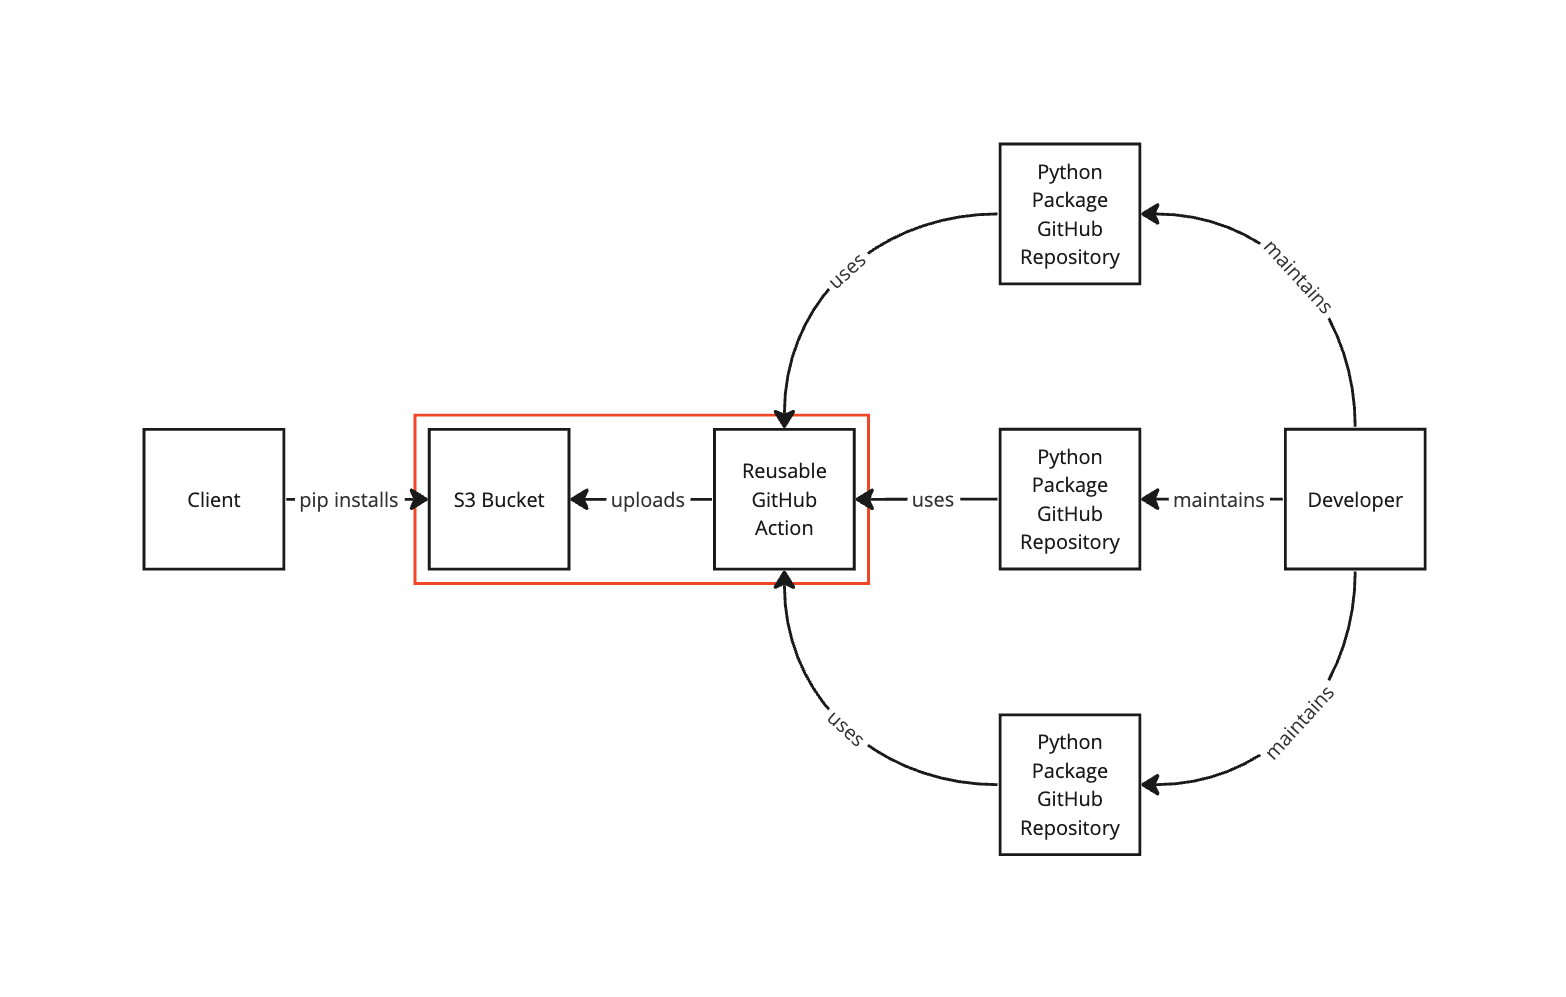 Python
Package
GitHub
Repository
uses
maintains
Client
pip installs
S3 Bucket
uploads
Reusable
GitHub
Action
uses
Python
Package
GitHub
Repository
maintains
Developer
uses
maintains
Python
Package
GitHub
Repository